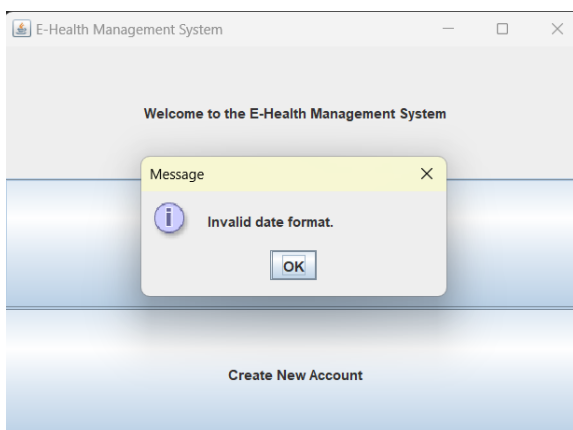 E-Health Management System
Welcome to the E-Health Management System
Message
Invalid date format.
OK
Create New Account